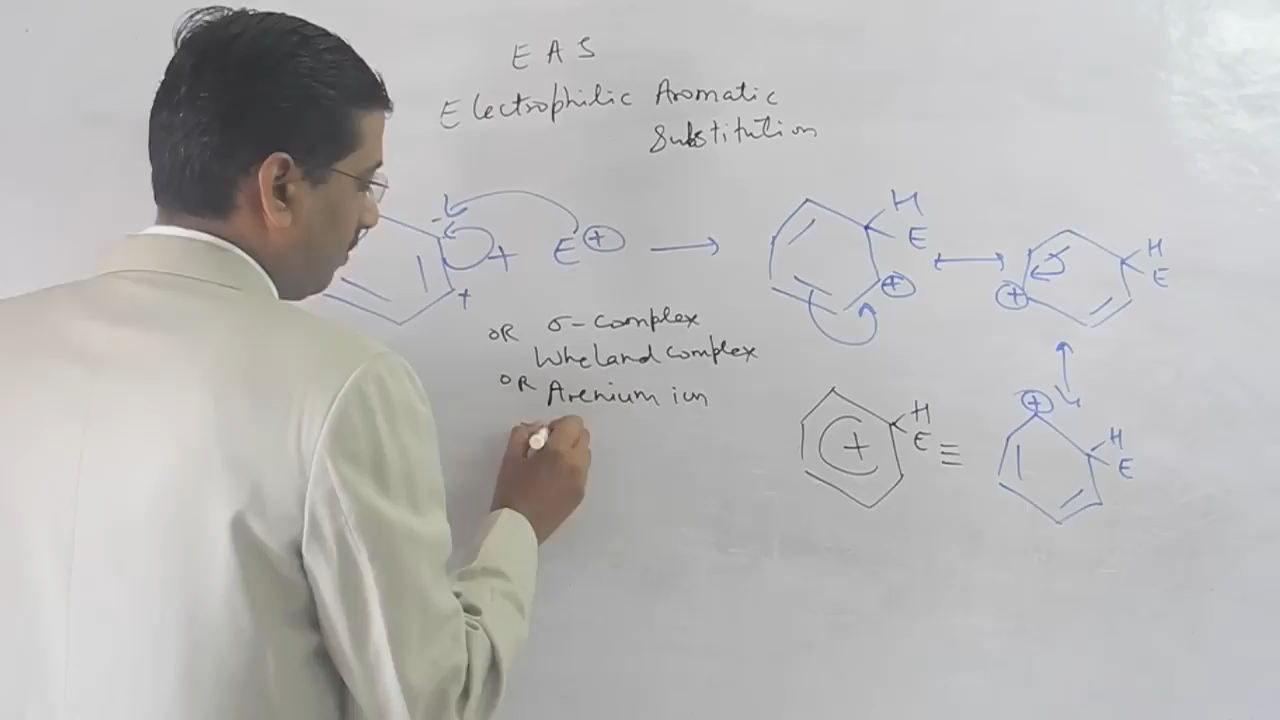 E A S
Electrophilic Aromatic
Substitution
- + E + H E + H E +
+
OR σ-complex
Wheland complex
OR Arenium ion
+ H E ≡ + H E